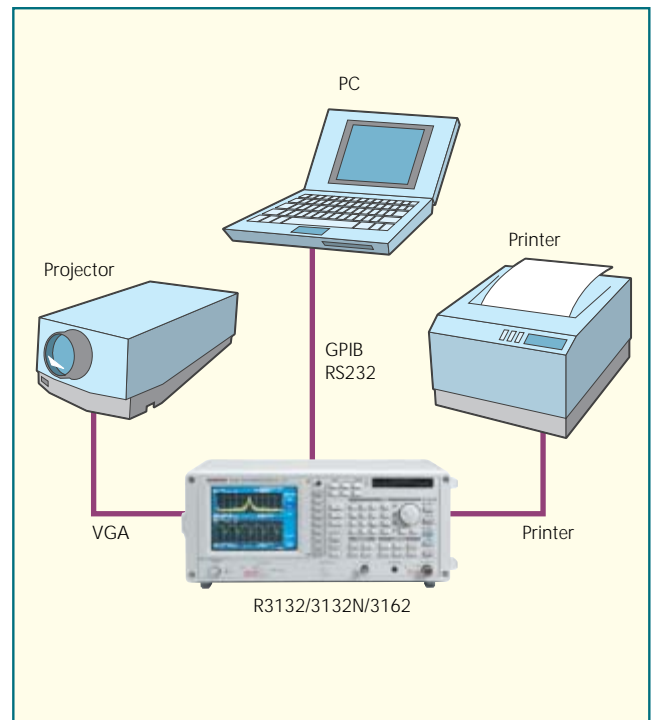 PC
Printer
Projector
GPIB
RS232
VGA
Printer
R3132/3132N/3162